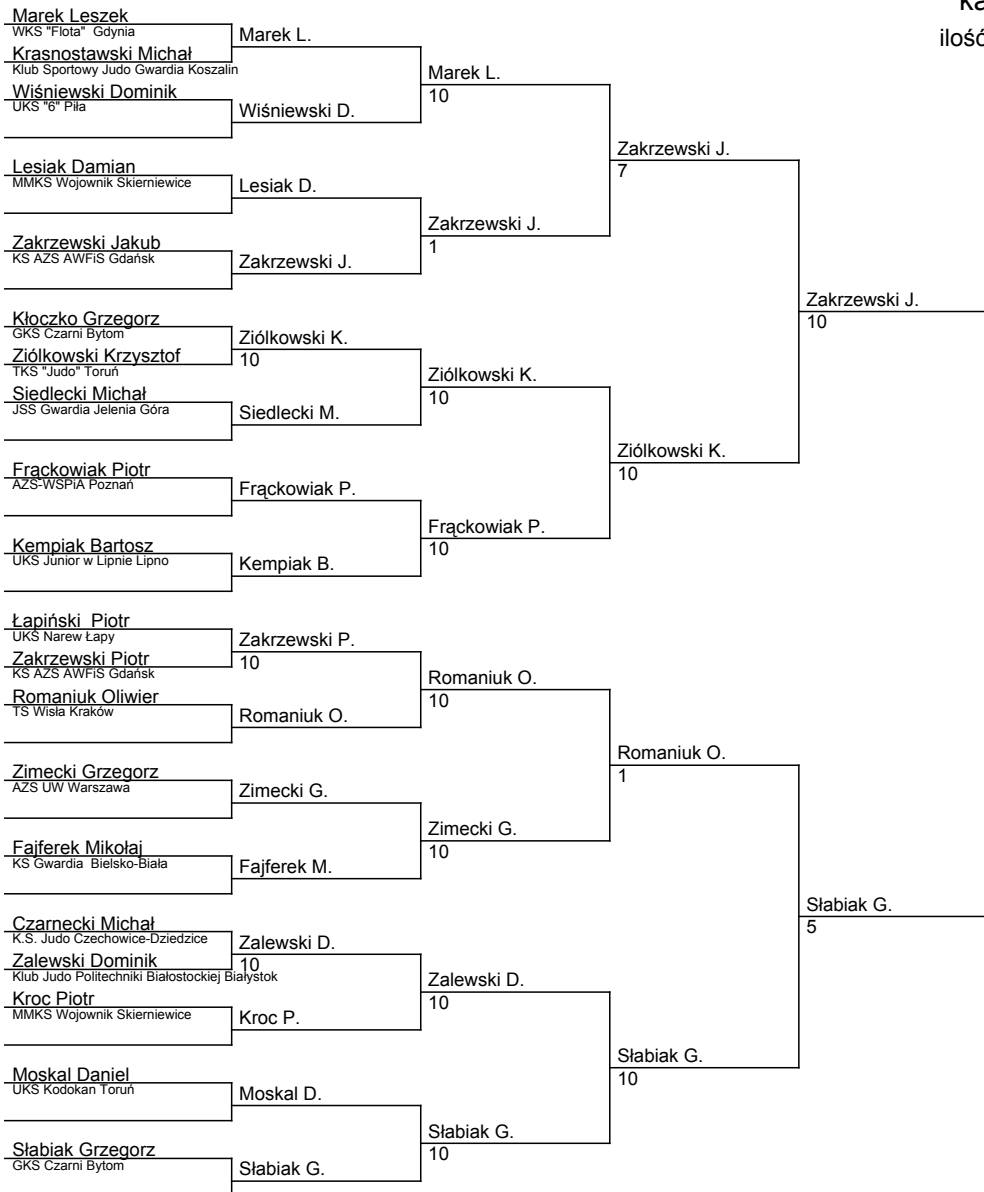 Marek Leszek
WKS "Flota" Gdynia
Krasnostawski Michał
Klub Sportowy Judo Gwardia Koszalin
Wiśniewski Dominik
UKS "6" Piła
Lesiak Damian
MMKS Wojownik Skierniewice
Zakrzewski Jakub
KS AZS AWFiS Gdańsk
Kłoczko Grzegorz
GKS Czarni Bytom
Ziólkowski Krzysztof
TKS "Judo" Toruń
Siedlecki Michał
JSS Gwardia Jelenia Góra
Frąckowiak Piotr
AZS-WSPiA Poznań
Kempiak Bartosz
UKS Junior w Lipnie Lipno
Łapiński Piotr
UKS Narew Łapy
Zakrzewski Piotr
KS AZS AWFiS Gdańsk
Romaniuk Oliwier
TS Wisła Kraków
Zimecki Grzegorz
AZS UW Warszawa
Fajferek Mikołaj
KS Gwardia Bielsko-Biała
Czarnecki Michał
K.S. Judo Czechowice-Dziedzice
Zalewski Dominik
Klub Judo Politechniki Białostockiej Białystok
Kroc Piotr
MMKS Wojownik Skierniewice
Moskal Daniel
UKS Kodokan Toruń
Słabiak Grzegorz
GKS Czarni Bytom
Marek L.
Wiśniewski D.
Lesiak D.
Zakrzewski J.
Ziólkowski K.
10
Siedlecki M.
Frąckowiak P.
Kempiak B.
Zakrzewski P.
10
Romaniuk O.
Zimecki G.
Fajferek M.
Zalewski D.
10
Kroc P.
Moskal D.
Słabiak G.
Marek L.
10
Zakrzewski J.
1
Ziólkowski K.
10
Frąckowiak P.
10
Romaniuk O.
10
Zimecki G.
10
Zalewski D.
10
Słabiak G.
10
Zakrzewski J.
7
Ziólkowski K.
10
Romaniuk O.
1
Słabiak G.
10
Zakrzewski J.
10
Słabiak G.
5
ilość